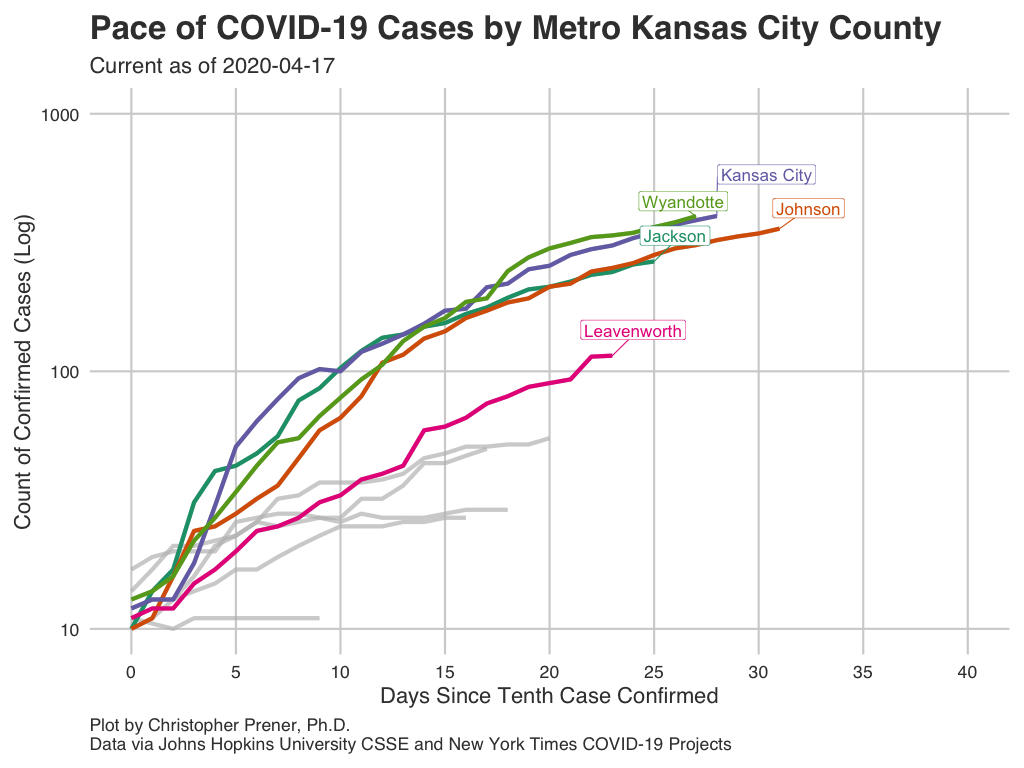 Pace of COVID-19 Cases by Metro Kansas City County
Current as of 2020-04-17
Count of Confirmed Cases (Log)
1000
100
10
Kansas City
Wyandotte
Johnson
Jackson
Leavenworth
0 5 10 15 20 25 30 35 40
Days Since Tenth Case Confirmed
Plot by Christopher Prener, Ph.D.
Data via Johns Hopkins University CSSE and New York Times COVID-19 Projects